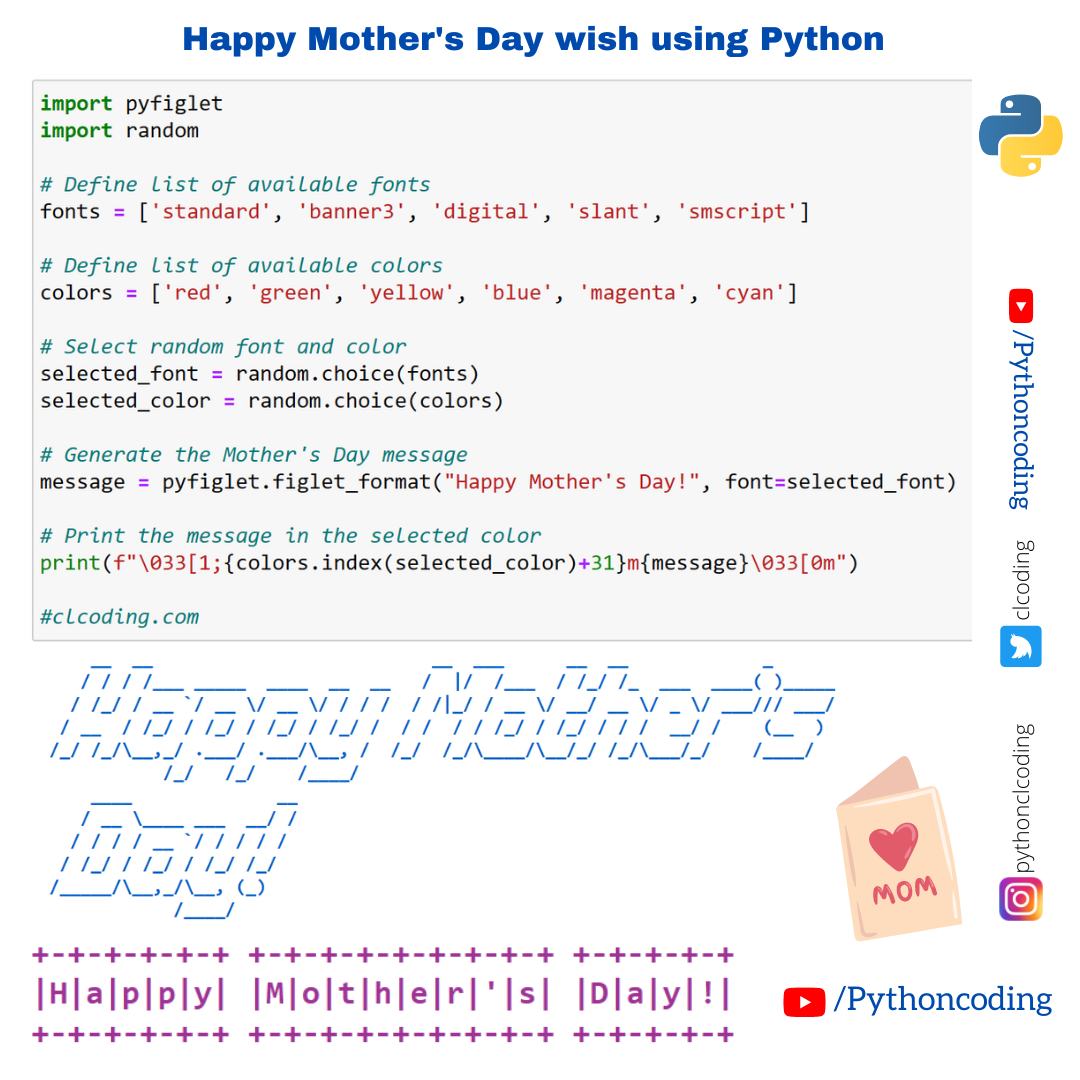 Happy Mother's Day wish using Python
import pyfiglet
import random
# Define list of available fonts
fonts = ['standard', 'banner3', 'digital', 'slant', 'smscript']
# Define list of available colors
colors = ['red', 'green', 'yellow', 'blue', 'magenta', 'cyan']
# Select random font and color
selected_font = random.choice(fonts)
selected_color = random.choice(colors)
# Generate the Mother's Day message
message = pyfiglet.figlet_format("Happy Mother's Day!", font=selected_font)
# Print the message in the selected color
print(f"\033[1;{colors.index(selected_color)+31}m{message}\033[0m")
#clcoding.com
/Pythoncoding
clcoding
pythonclcoding
Happy Mother's
Day!
MOM
+-+-+-+-+-+ +-+-+-+-+-+-+-+-+ +-+-+-+-+
|H|a|p|p|y| |M|o|t|h|e|r|'|s| |D|a|y|!|
+-+-+-+-+-+ +-+-+-+-+-+-+-+-+ +-+-+-+-+
/Pythoncoding